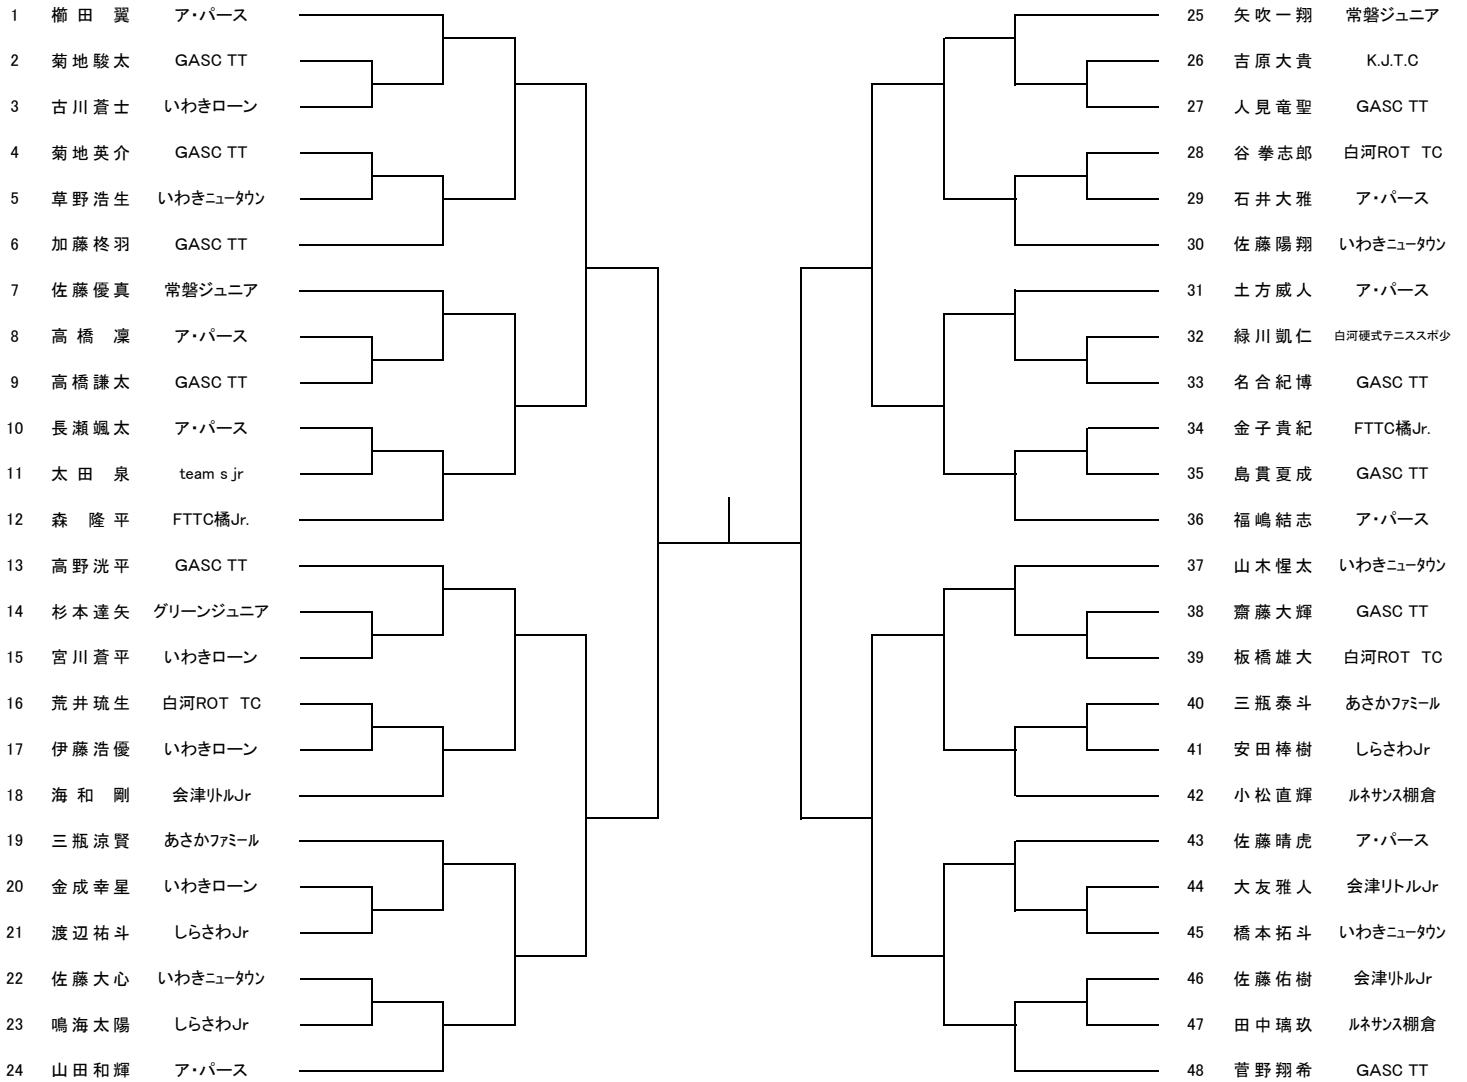 1 櫛田 翼 ア・パース
2 菊地駿太 GASC TT
3 古川蒼士 いわきローン
4 菊地英介 GASC TT
5 草野浩生 いわきニュータウン
6 加藤柊羽 GASC TT
7 佐藤優真 常磐ジュニア
8 高橋 凜 ア・パース
9 高橋謙太 GASC TT
10 長瀬颯太 ア・パース
11 太田 泉 team s jr
12 森 隆平 FTTC橘Jr.
13 高野洸平 GASC TT
14 杉本達矢 グリーンジュニア
15 宮川蒼平 いわきローン
16 荒井琉生 白河ROT TC
17 伊藤浩優 いわきローン
18 海和 剛 会津リトルJr
19 三瓶涼賢 あさかファミール
20 金成幸星 いわきローン
21 渡辺祐斗 しらさわJr
22 佐藤大心 いわきニュータウン
23 鳴海太陽 しらさわJr
24 山田和輝 ア・パース
25 矢吹一翔 常磐ジュニア
26 吉原大貴 K.J.T.C
27 人見竜聖 GASC TT
28 谷 拳志郎 白河ROT TC
29 石井大雅 ア・パース
30 佐藤陽翔 いわきニュータウン
31 土方威人 ア・パース
32 緑川凱仁 白河硬式テニススポ少
33 名合紀博 GASC TT
34 金子貴紀 FTTC橘Jr.
35 島貫夏成 GASC TT
36 福嶋結志 ア・パース
37 山木惺太 いわきニュータウン
38 齋藤大輝 GASC TT
39 板橋雄大 白河ROT TC
40 三瓶泰斗 あさかファミール
41 安田棒樹 しらさわJr
42 小松直輝 ルネサンス棚倉
43 佐藤晴虎 ア・パース
44 大友雅人 会津リトルJr
45 橋本拓斗 いわきニュータウン
46 佐藤佑樹 会津リトルJr
47 田中璃玖 ルネサンス棚倉
48 菅野翔希 GASC TT